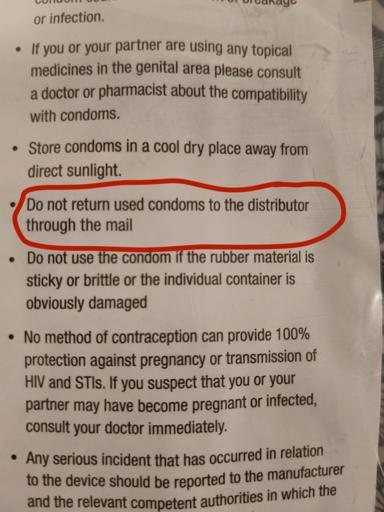 or infection.
• If you or your partner are using any topical
medicines in the genital area please consult
a doctor or pharmacist about the compatibility
with condoms.
• Store condoms in a cool dry place away from
direct sunlight.
• Do not return used condoms to the distributor
through the mail
• Do not use the condom if the rubber material is
sticky or brittle or the individual container is
obviously damaged
• No method of contraception can provide 100%
protection against pregnancy or transmission of
HIV and STIs. If you suspect that you or your
partner may have become pregnant or infected,
consult your doctor immediately.
• Any serious incident that has occurred in relation
to the device should be reported to the manufacturer
and the relevant competent authorities in which the